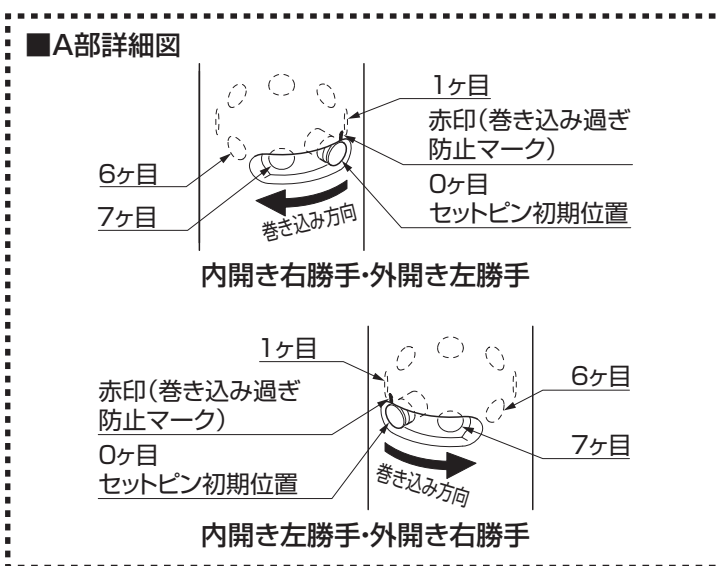 ■A部詳細図
1ヶ目
赤印(巻き込み過ぎ
防止マーク)
0ヶ目
セットピン初期位置
6ヶ目
7ヶ目
巻き込み方向
内開き右勝手・外開き左勝手
1ヶ目
赤印(巻き込み過ぎ
防止マーク)
0ヶ目
セットピン初期位置
6ヶ目
7ヶ目
巻き込み方向
内開き左勝手・外開き右勝手